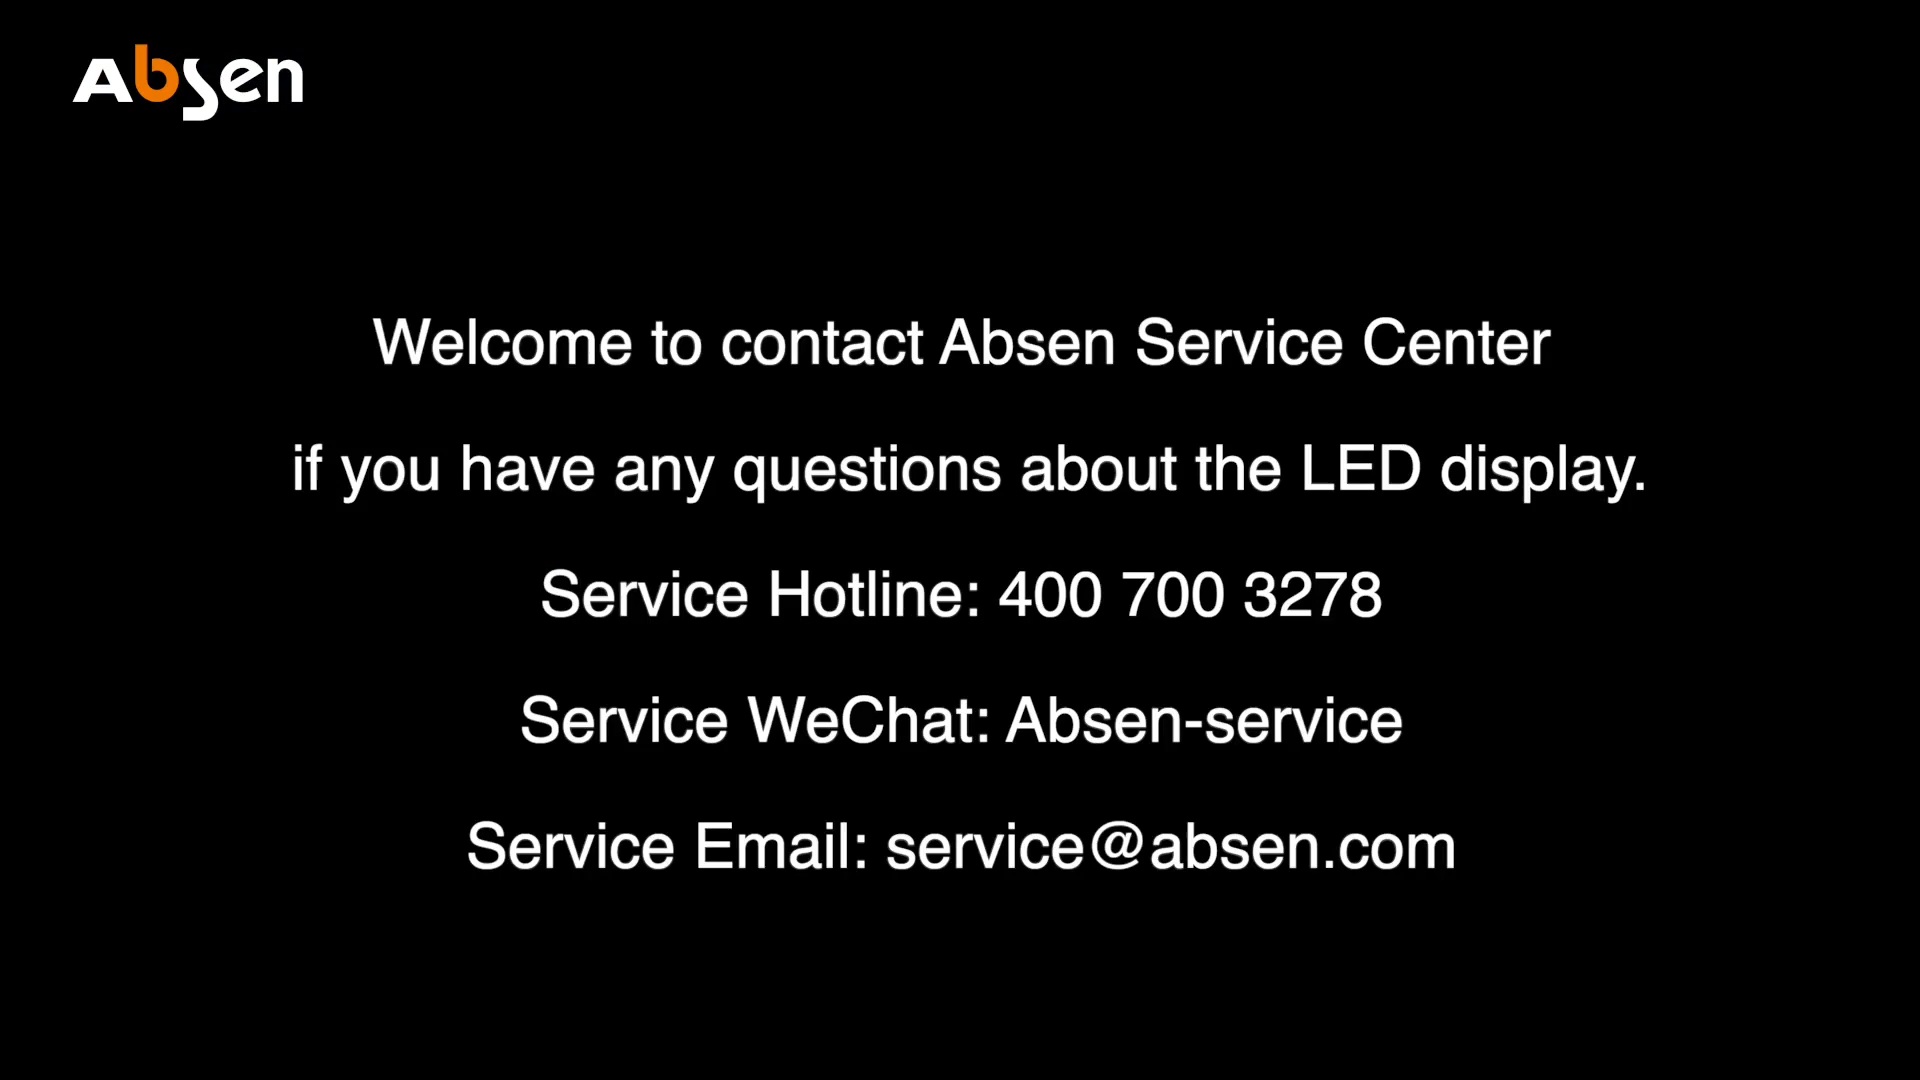 Absen
Welcome to contact Absen Service Center
if you have any questions about the LED display.
Service Hotline: 400 700 3278
Service WeChat: Absen-service
Service Email: service@absen.com